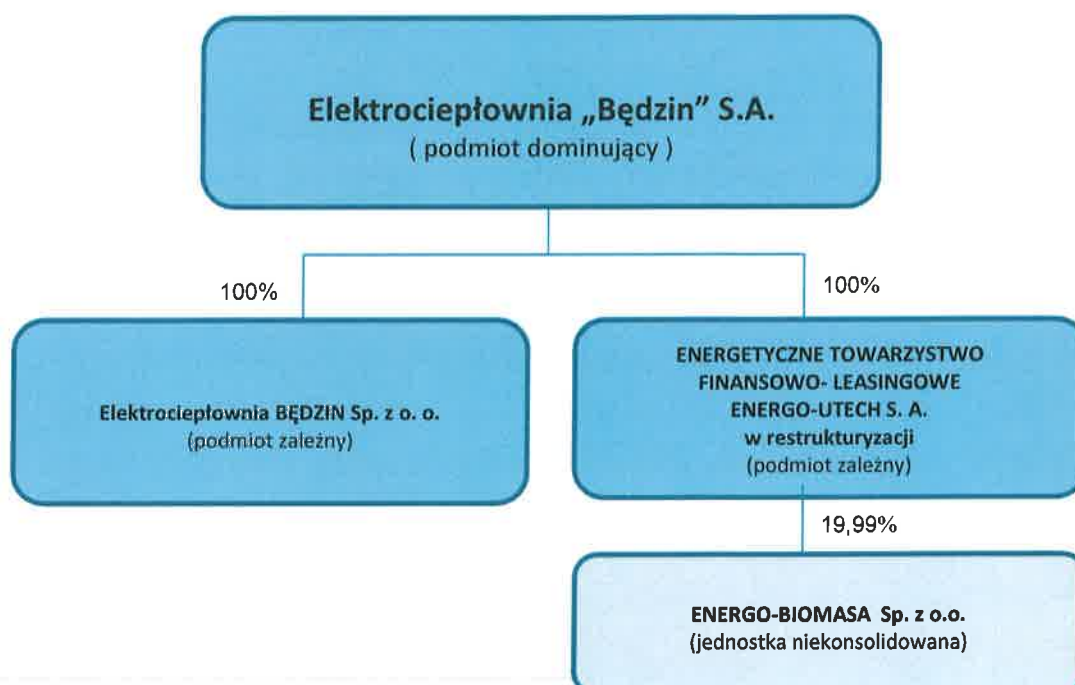 Elektrociepłownia „Będzin” S.A.
( podmiot dominujący )
100%
100%
Elektrociepłownia BĘDZIN Sp. z o. o.
(podmiot zależny)
ENERGETYCZNE TOWARZYSTWO
FINANSOWO- LEASINGOWE
ENERGO-UTECH S. A.
w restrukturyzacji
(podmiot zależny)
19,99%
ENERGO-BIOMASA Sp. z o.o.
(jednostka niekonsolidowana)